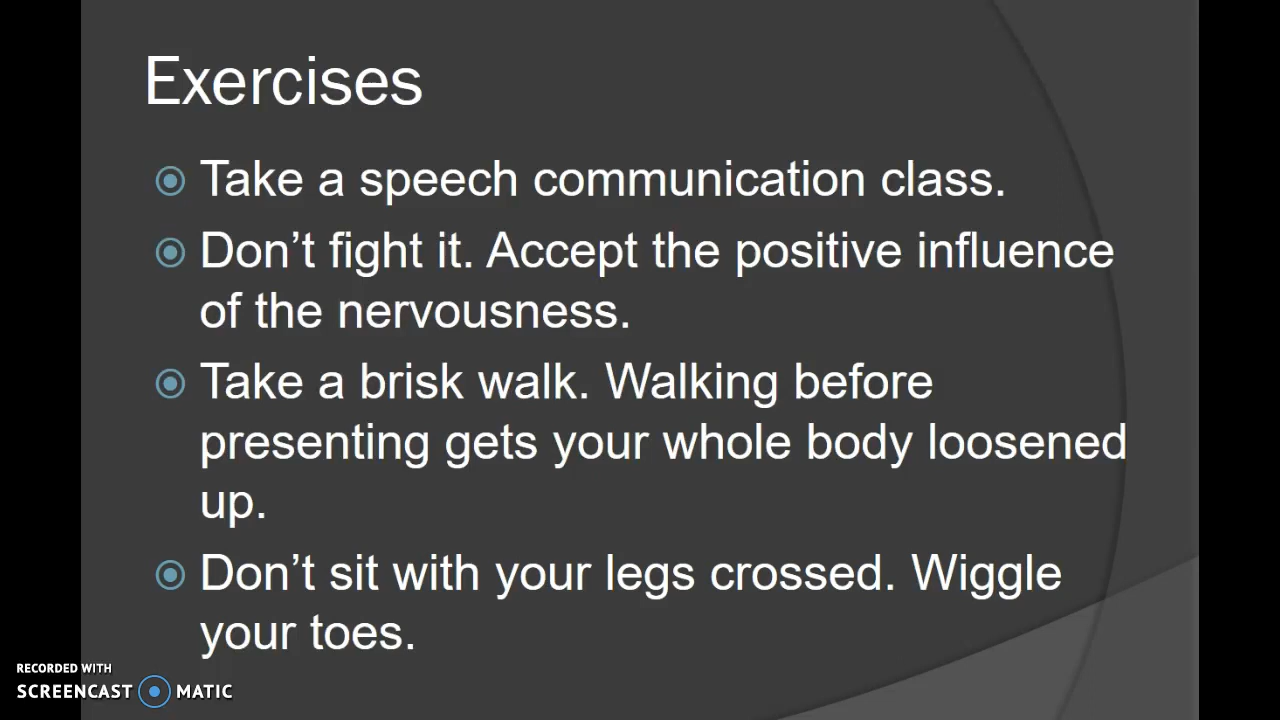 Exercises
Take a speech communication class.
Don’t fight it. Accept the positive influence
of the nervousness.
Take a brisk walk. Walking before
presenting gets your whole body loosened
up.
Don’t sit with your legs crossed. Wiggle
your toes.
RECORDED WITH
SCREENCAST MATIC